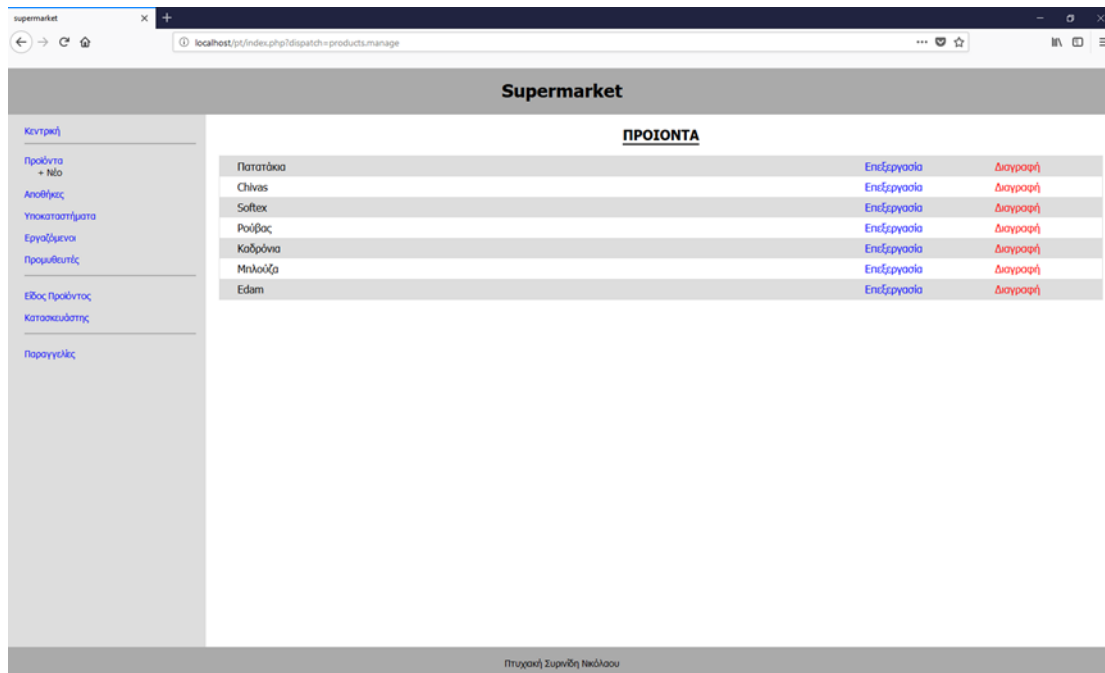 supermarket
localhost/pt/index.php?dispatch=products.manage
Supermarket
Κεντρική
Προϊόντα
+ Νέο
Αποθήκες
Υποκαταστήματα
Εργαζόμενοι
Προμυθευτές
Είδος Προϊόντος
Κατασκευάστης
Παραγγελίες
ΠΡΟΙΟΝΤΑ
Πατατάκια Επεξεργασία Διαγραφή
Chivas Επεξεργασία Διαγραφή
Softex Επεξεργασία Διαγραφή
Ρούβας Επεξεργασία Διαγραφή
Καδρόνια Επεξεργασία Διαγραφή
Μπλούζα Επεξεργασία Διαγραφή
Edam Επεξεργασία Διαγραφή
Πτυχιακή Συρινίδη Νικόλαου